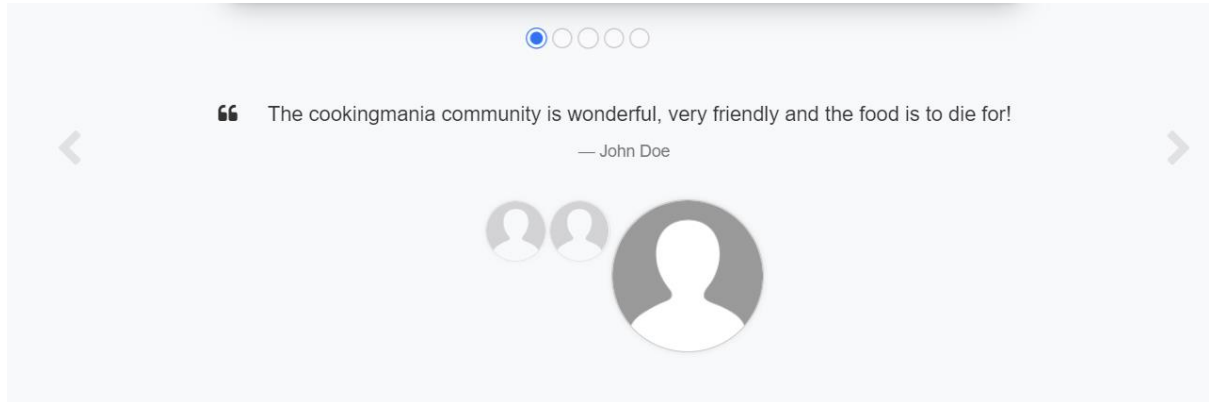 ❝ The cookingmania community is wonderful, very friendly and the food is to die for!
— John Doe